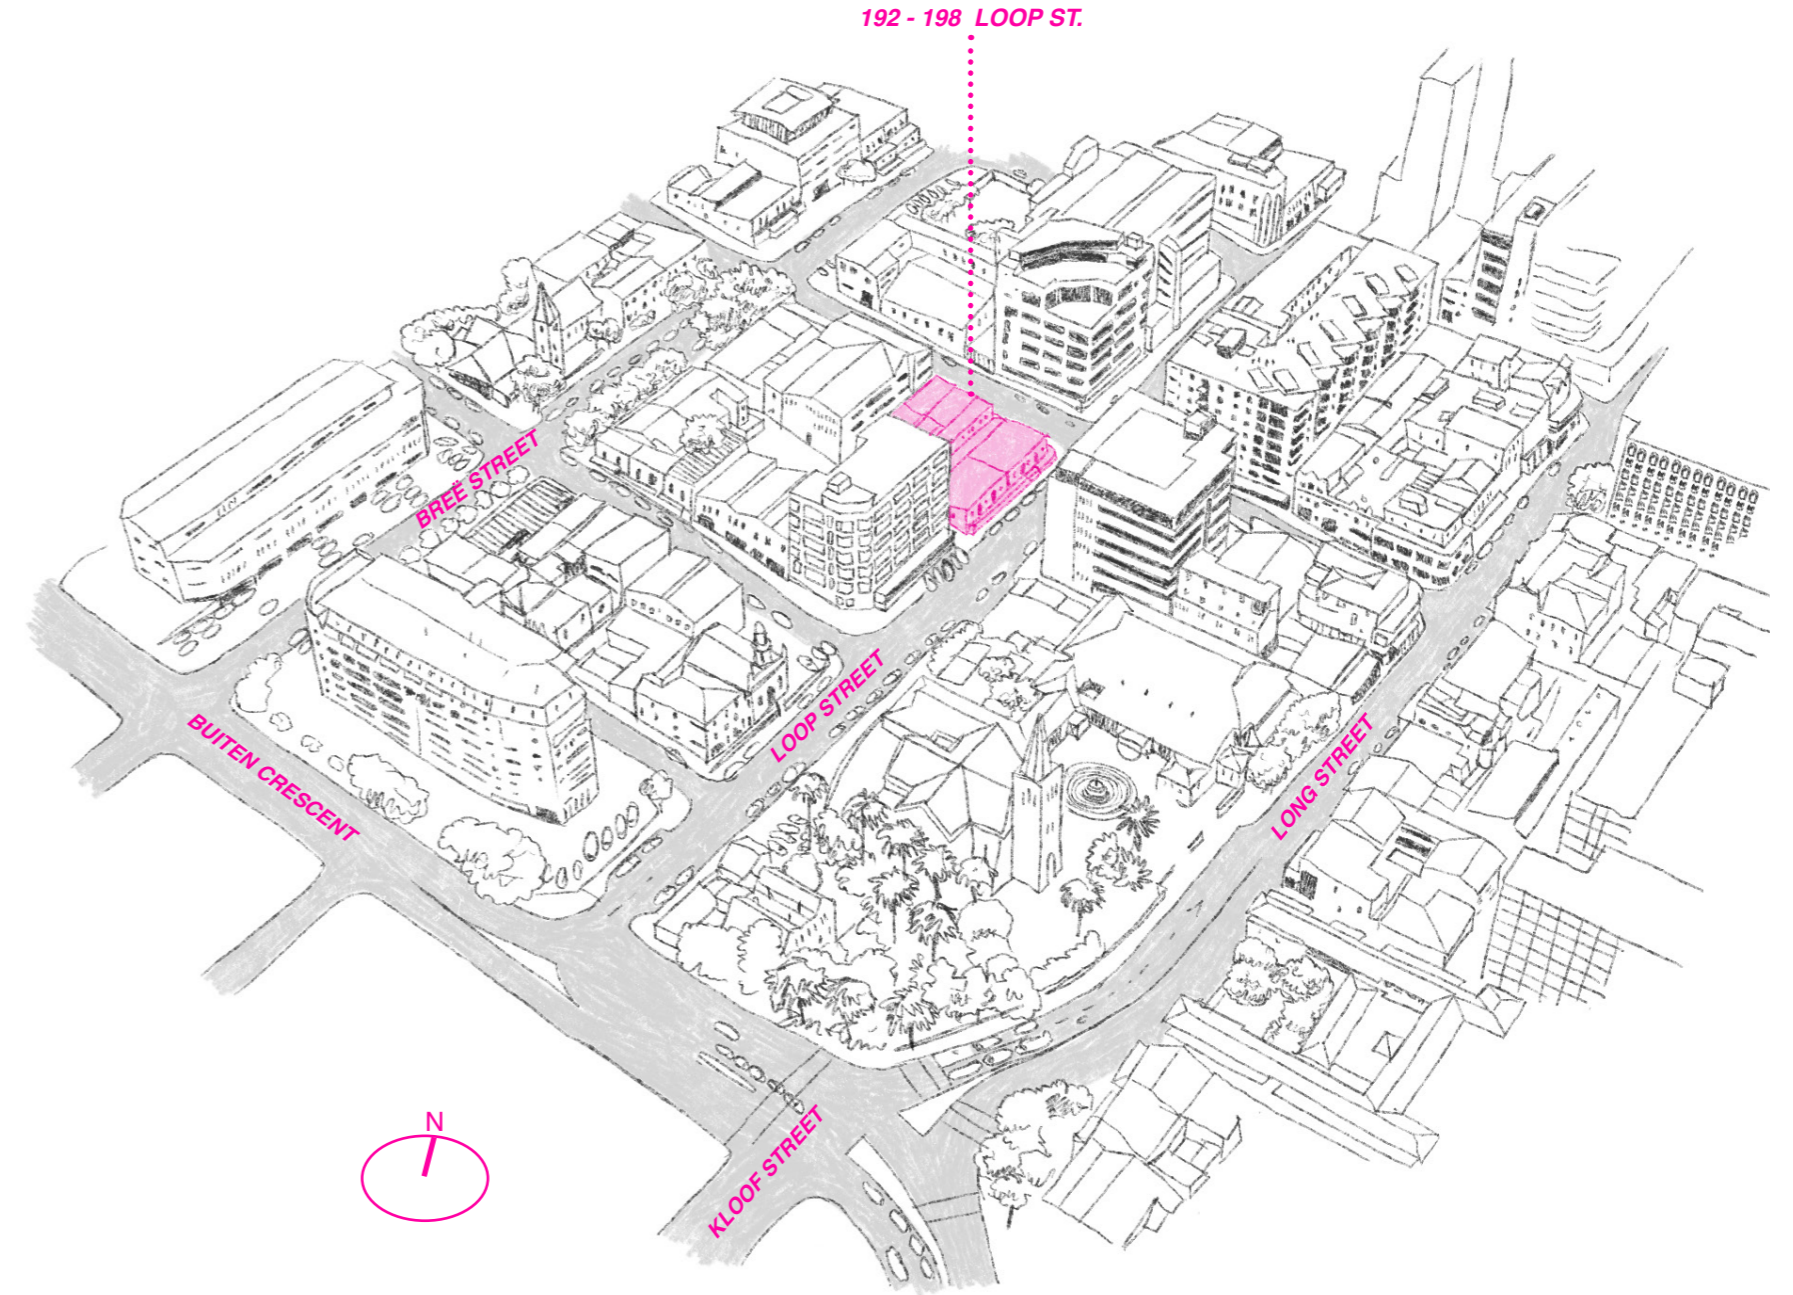 192 - 198 LOOP ST.
BREË STREET
LOOP STREET
BUITEN CRESCENT
LONG STREET
KLOOF STREET
N